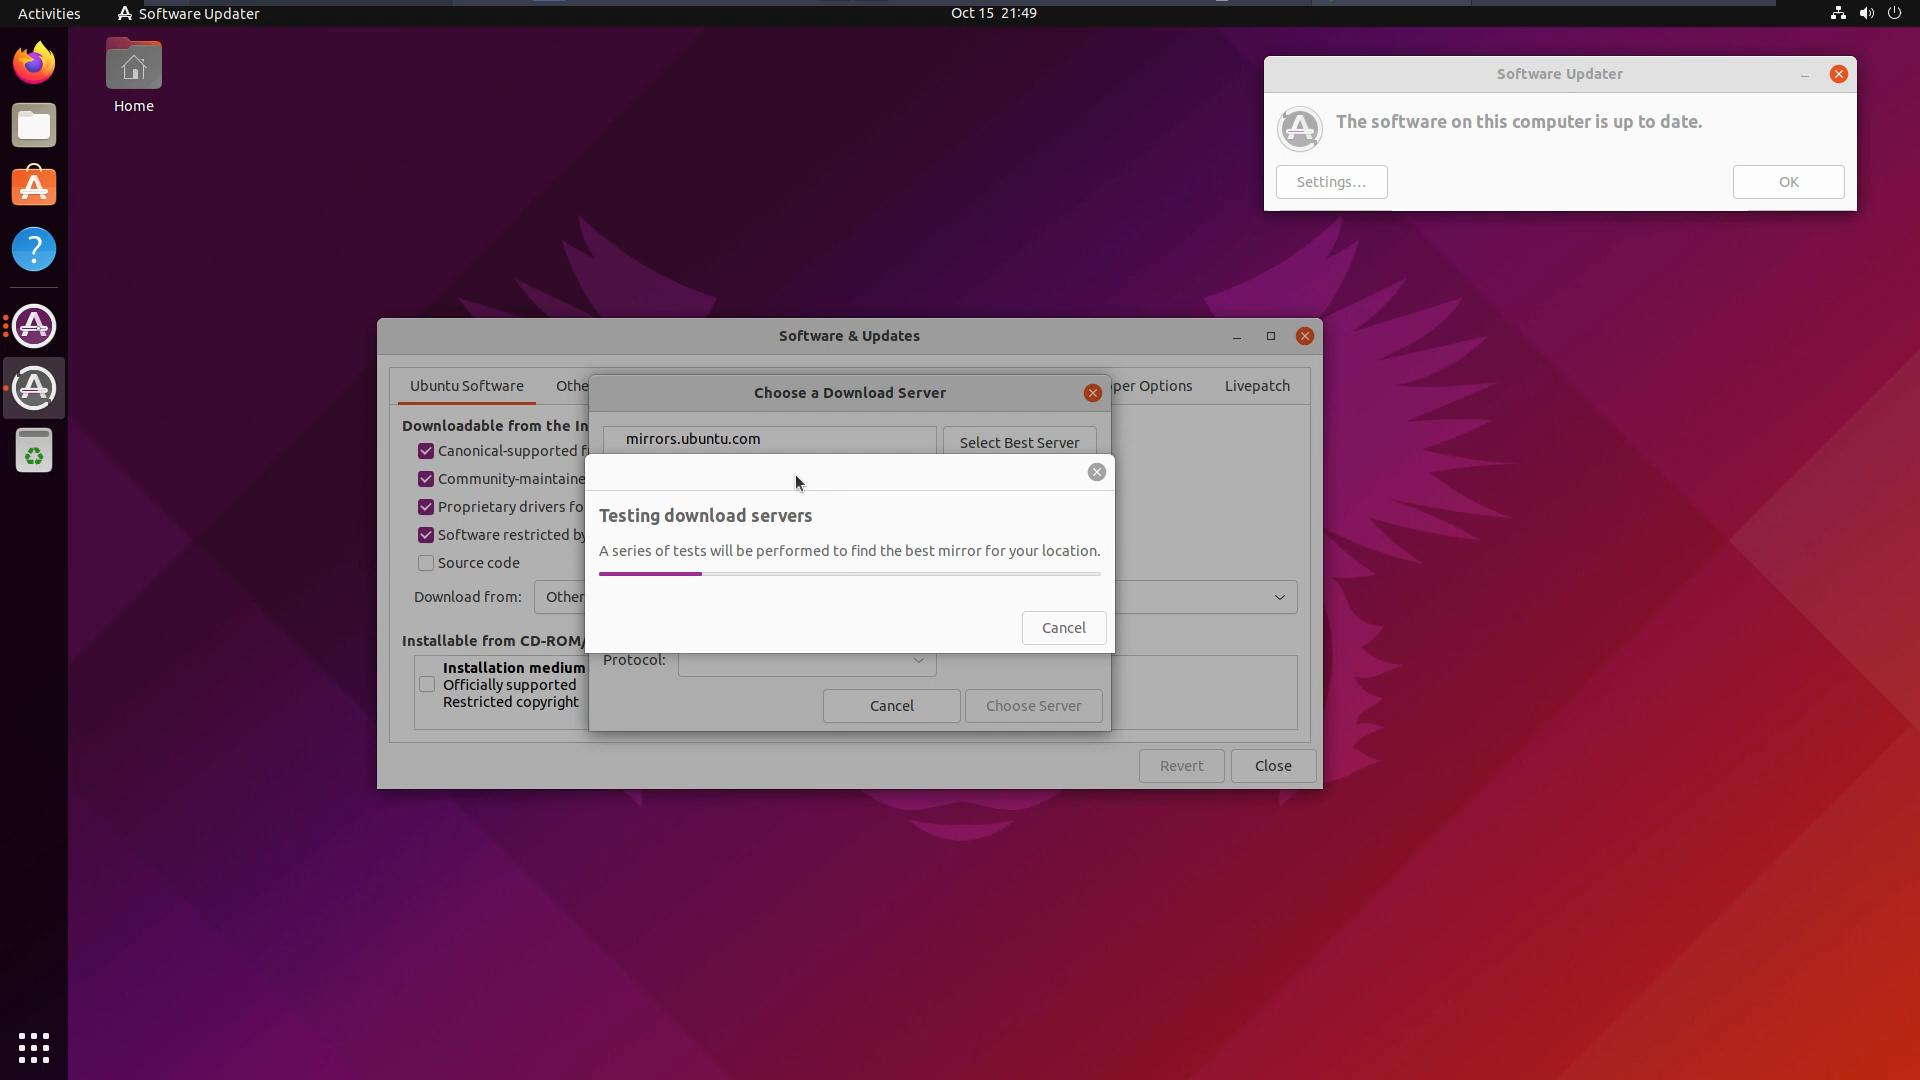 Activities
Software Updater
Oct 15 21:49
Home
Software Updater
The software on this computer is up to date.
Settings...
OK
Software & Updates
Ubuntu Software
Othe
per Options
Livepatch
Choose a Download Server
Downloadable from the In
mirrors.ubuntu.com
Select Best Server
Canonical-supported f
Community-maintaine
Proprietary drivers fo
Software restricted by
Source code
Testing download servers
A series of tests will be performed to find the best mirror for your location.
Download from:
Other
Cancel
Installable from CD-ROM/
Installation medium
Officially supported
Restricted copyright
Protocol:
Cancel
Choose Server
Revert
Close